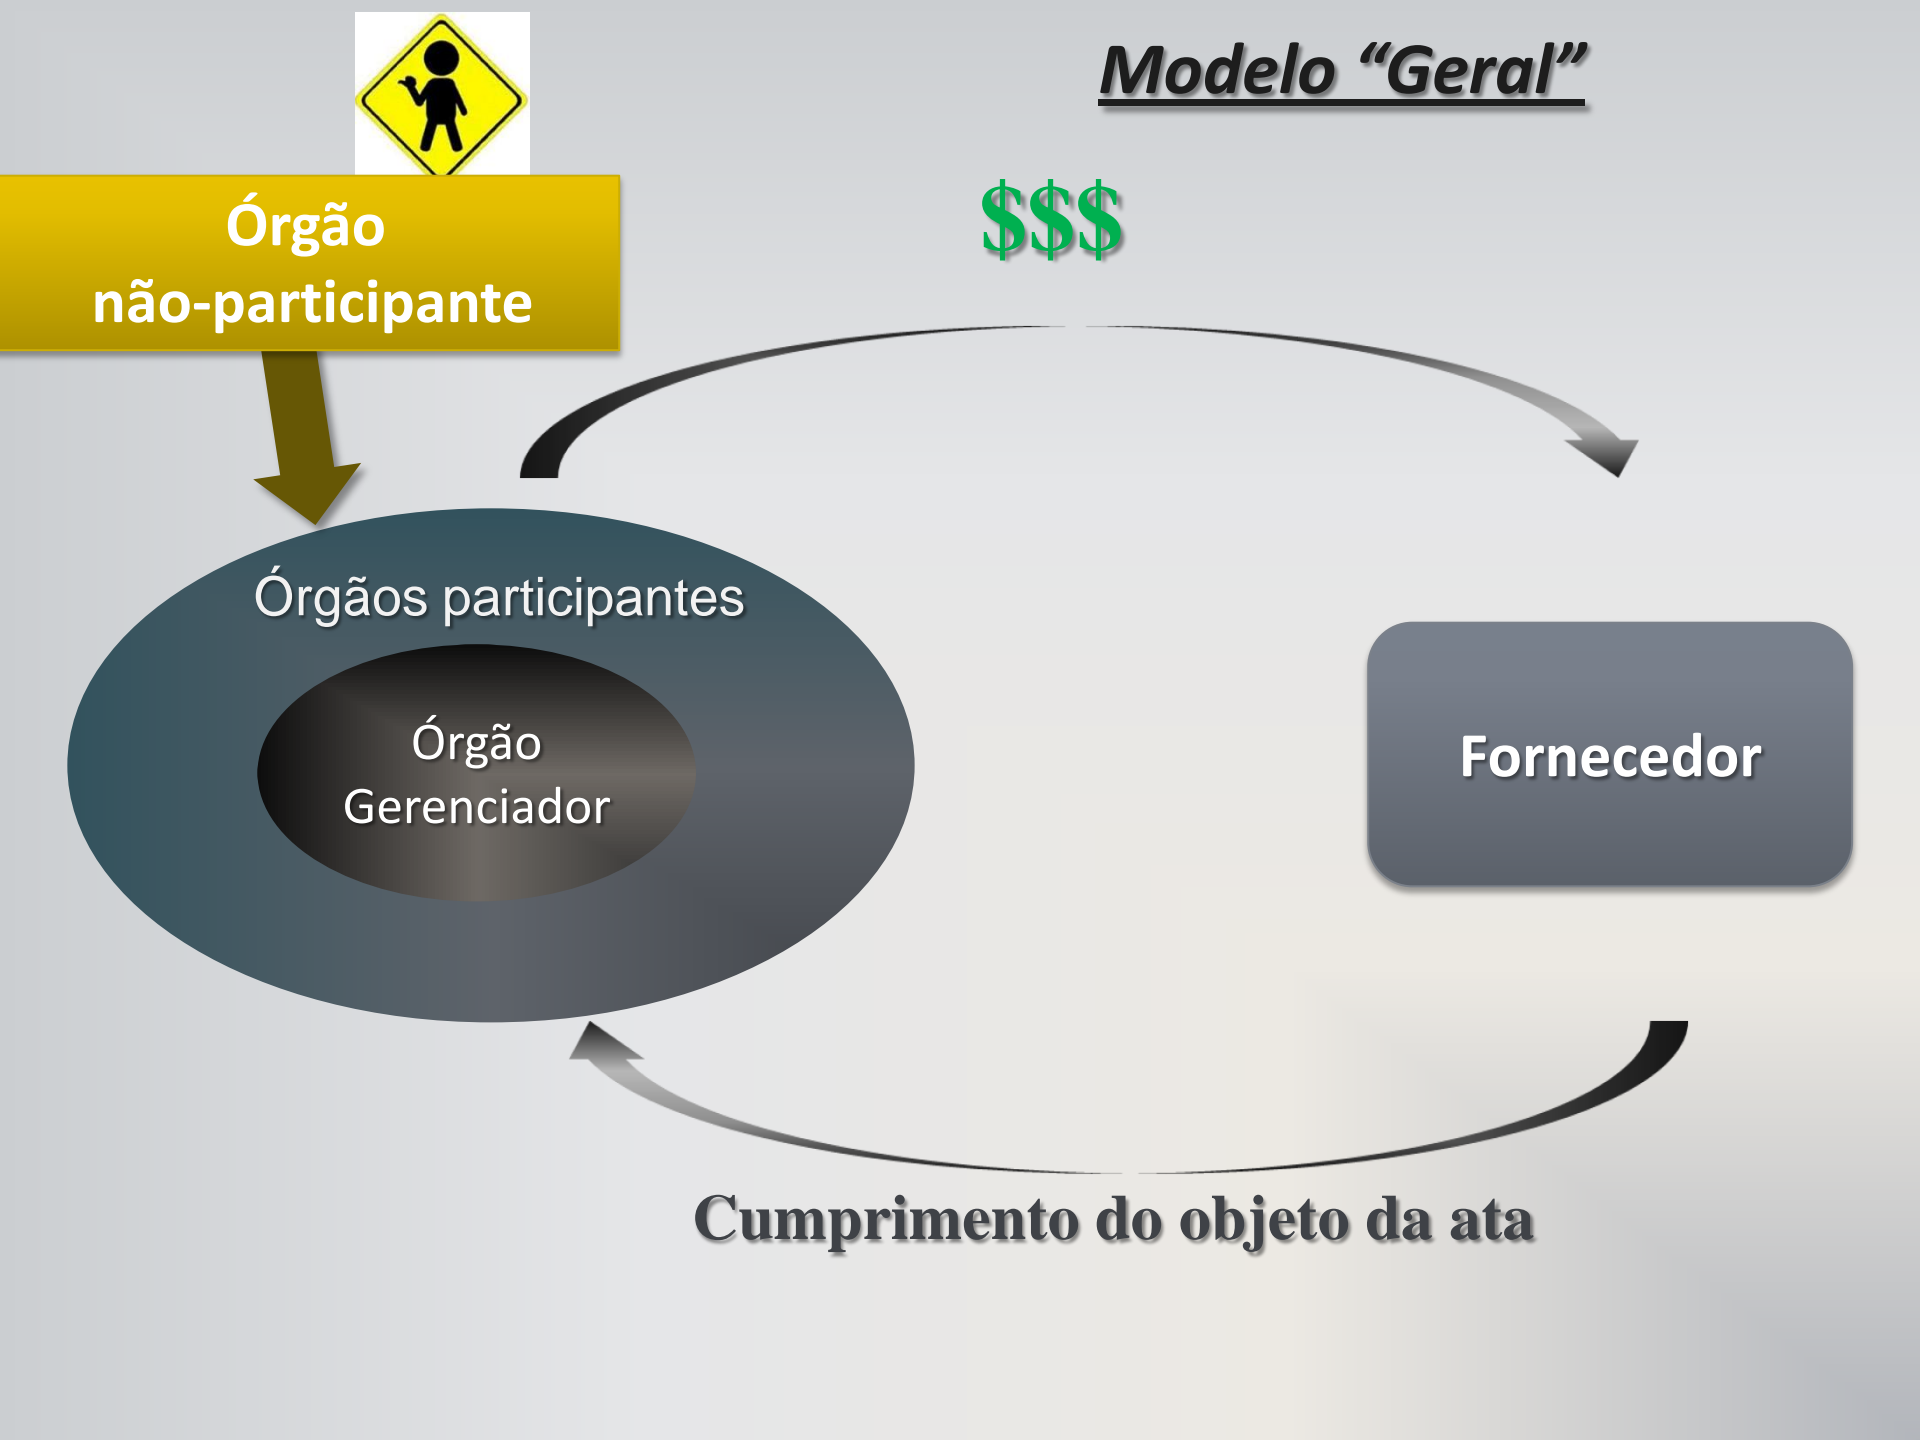 Modelo “Geral”
$$$
Órgão
não-participante
Órgãos participantes
Órgão
Gerenciador
Fornecedor
Cumprimento do objeto da ata